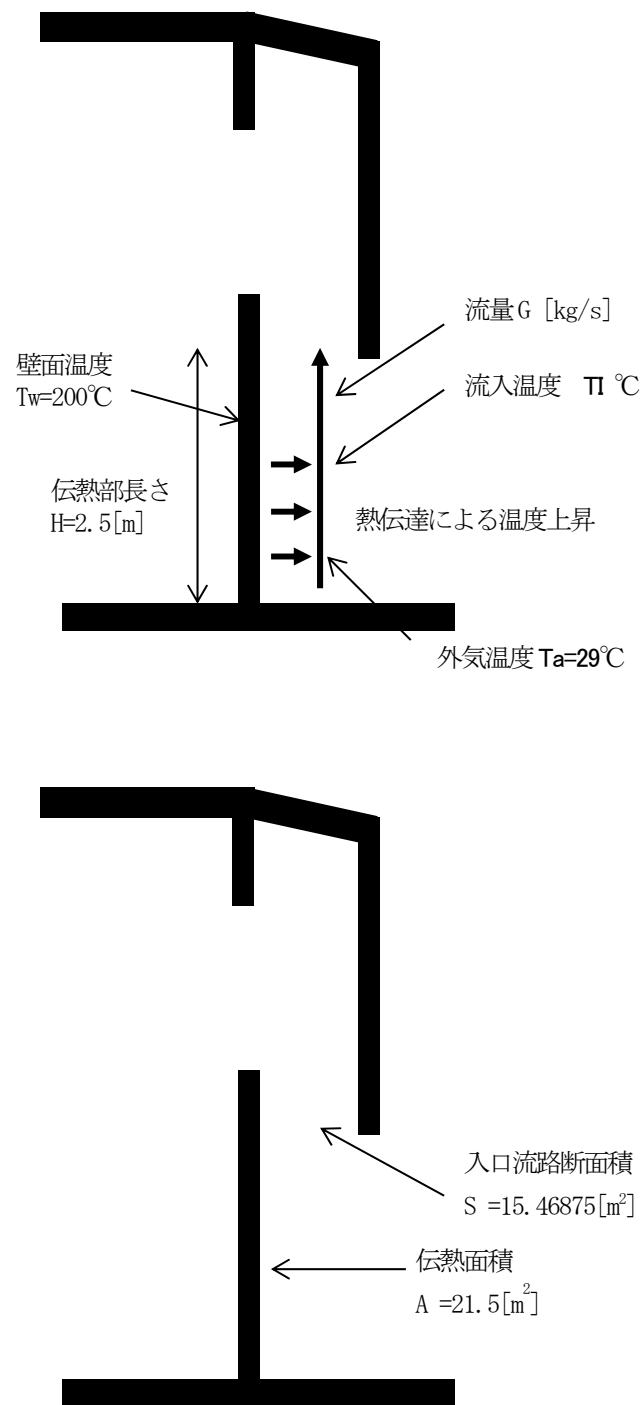 流量G [kg/s]
壁面温度
Tw=200℃
流入温度　TI ℃
伝熱部長さ
H=2.5[m]
熱伝達による温度上昇
外気温度 Ta=29℃
入口流路断面積
S =15.46875[m²]
伝熱面積
A =21.5[m²]